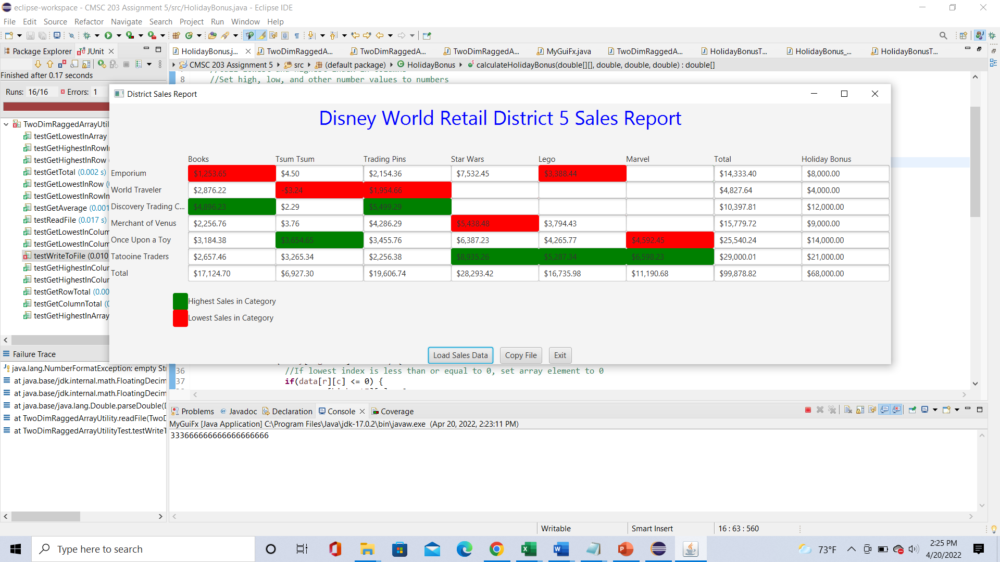 eclipse-workspace - CMSC 203 Assignment 5/src/HolidayBonus.java - Eclipse IDE
File Edit Source Refactor Navigate Search Project Run Window Help
Package Explorer JUnit
HolidayBonus.j... TwoDimRaggedA... TwoDimRaggedA... TwoDimRaggedA... MyGuiFx.java TwoDimRaggedA... HolidayBonusT... HolidayBonus_... HolidayBonusT...
CMSC 203 Assignment 5 src (default package) HolidayBonus calculateHolidayBonus(double[][], double, double, double) : double[]
Finished after 0.17 seconds
8 //Set high, low, and other number values to numbers
Runs: 16/16 Errors: 1
District Sales Report
Disney World Retail District 5 Sales Report
TwoDimRaggedArrayUtil
testGetLowestInArray
testGetHighestInRowI
testGetHighestInRow
testGetTotal (0.002 s)
testGetLowestInRow (
testGetLowestInRowIn
testGetAverage (0.001
testReadFile (0.017 s)
testGetLowestInColum
testGetLowestInColum
testWriteToFile (0.010
testGetHighestInColur
testGetHighestInColur
testGetRowTotal (0.00
testGetColumnTotal (0
testGetHighestInArray
Books Tsum Tsum Trading Pins Star Wars Lego Marvel Total Holiday Bonus
Emporium $1,253.65 $4.50 $2,154.36 $7,532.45 $3,388.44 $14,333.40 $8,000.00
World Traveler $2,876.22 -$3.24 $1,954.66 $4,827.64 $4,000.00
Discovery Trading C... $4,896.23 $2.29 $5,499.29 $10,397.81 $12,000.00
Merchant of Venus $2,256.76 $3.76 $4,286.29 $5,438.48 $3,794.43 $15,779.72 $9,000.00
Once Upon a Toy $3,184.38 $3,654.65 $3,455.76 $6,387.23 $4,265.77 $4,592.45 $25,540.24 $14,000.00
Tatooine Traders $2,657.46 $3,265.34 $2,256.38 $8,935.26 $5,287.34 $6,598.23 $29,000.01 $21,000.00
Total $17,124.70 $6,927.30 $19,606.74 $28,293.42 $16,735.98 $11,190.68 $99,878.82 $68,000.00
Highest Sales in Category
Lowest Sales in Category
Load Sales Data Copy File Exit
Failure Trace
java.lang.NumberFormatException: empty Stri
at java.base/jdk.internal.math.FloatingDecim
at java.base/jdk.internal.math.FloatingDecim
at java.base/java.lang.Double.parseDouble(D
at TwoDimRaggedArrayUtility.readFile(TwoD
at TwoDimRaggedArrayUtilityTest.testWriteT
36 //If lowest index is less than or equal to 0, set array element to 0
37 if(data[r][c] <= 0) {
Problems Javadoc Declaration Console Coverage
MyGuiFx [Java Application] C:\Program Files\Java\jdk-17.0.2\bin\javaw.exe (Apr 20, 2022, 2:23:11 PM)
333666666666666666666
Writable Smart Insert 16 : 63 : 560
Type here to search
73°F
2:25 PM
4/20/2022